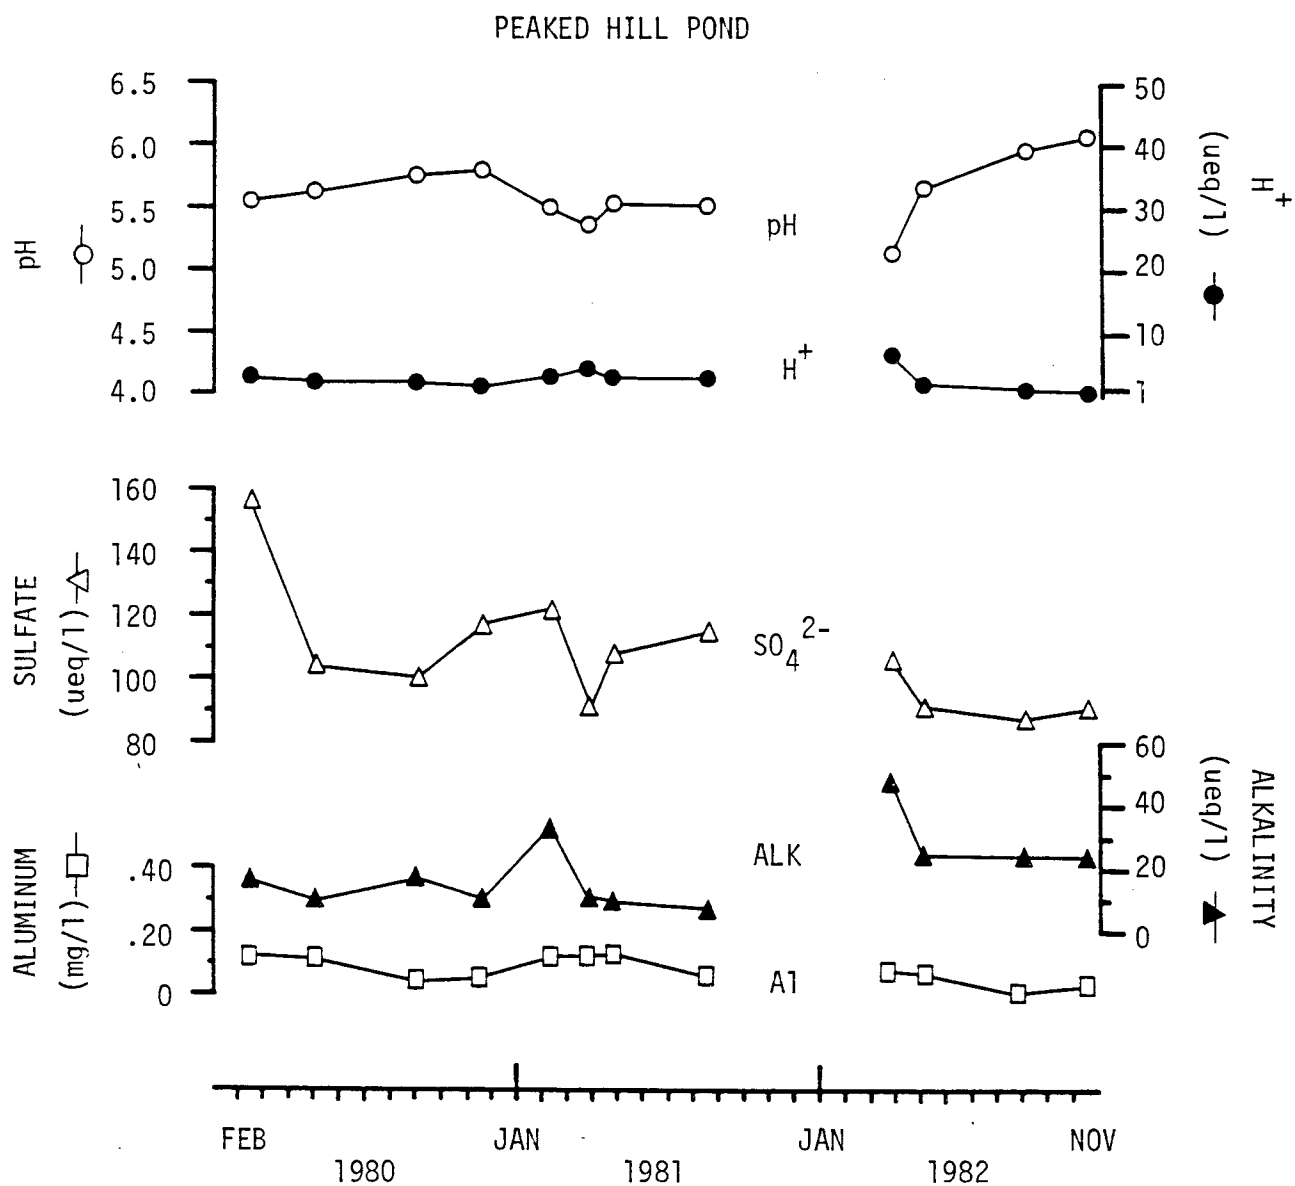 PEAKED HILL POND
6.5
6.0
5.5
5.0
4.5
4.0
pH
50
40
30
20
10
1
H+
(ueq/l)
pH
H+
160
140
120
100
80
SULFATE
(ueq/l)
SO4 2-
.40
.20
0
ALUMINUM
(mg/l)
60
40
20
0
ALKALINITY
(ueq/l)
ALK
Al
FEB JAN JAN NOV
1980 1981 1982